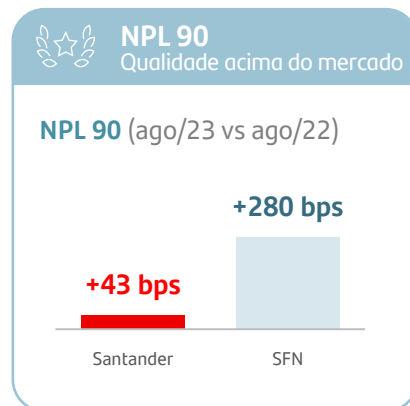 NPL 90
Qualidade acima do mercado
NPL 90 (ago/23 vs ago/22)
+280 bps
+43 bps
Santander SFN